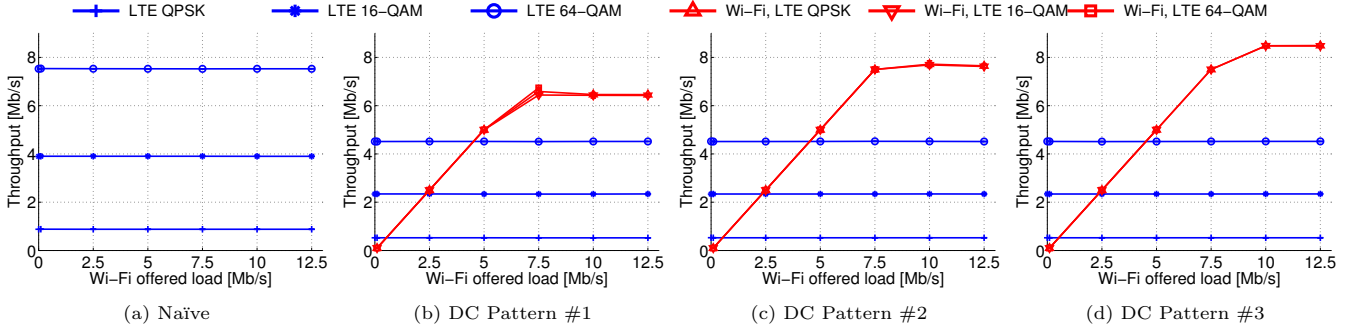 LTE QPSK LTE 16−QAM LTE 64−QAM Wi−Fi, LTE QPSK Wi−Fi, LTE 16−QAM Wi−Fi, LTE 64−QAM
Throughput [Mb/s]
8
6
4
2
0
0 2.5 5 7.5 10 12.5
Wi−Fi offered load [Mb/s]
(a) Naïve
Throughput [Mb/s]
8
6
4
2
0
0 2.5 5 7.5 10 12.5
Wi−Fi offered load [Mb/s]
(b) DC Pattern #1
Throughput [Mb/s]
8
6
4
2
0
0 2.5 5 7.5 10 12.5
Wi−Fi offered load [Mb/s]
(c) DC Pattern #2
Throughput [Mb/s]
8
6
4
2
0
0 2.5 5 7.5 10 12.5
Wi−Fi offered load [Mb/s]
(d) DC Pattern #3